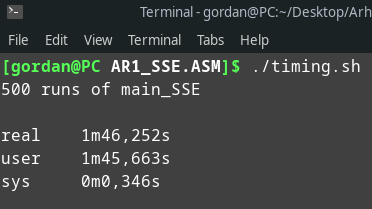 Terminal - gordan@PC:~/Desktop/Arh
File Edit View Terminal Tabs Help
[gordan@PC AR1_SSE.ASM]$ ./timing.sh
500 runs of main_SSE
real 1m46,252s
user 1m45,663s
sys 0m0,346s